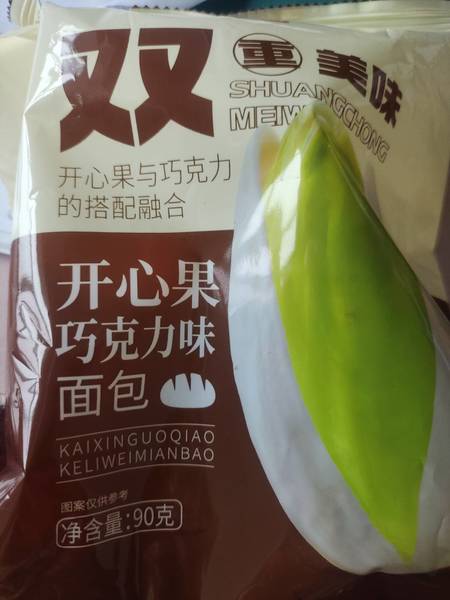 双重美味
SHUANGCHONG
MEIW
开心果与巧克力
的搭配融合
开心果
巧克力味
面包
KAIXINGUOQIAO
KELIWEIMIANBAO
图案仅供参考
净含量:90克